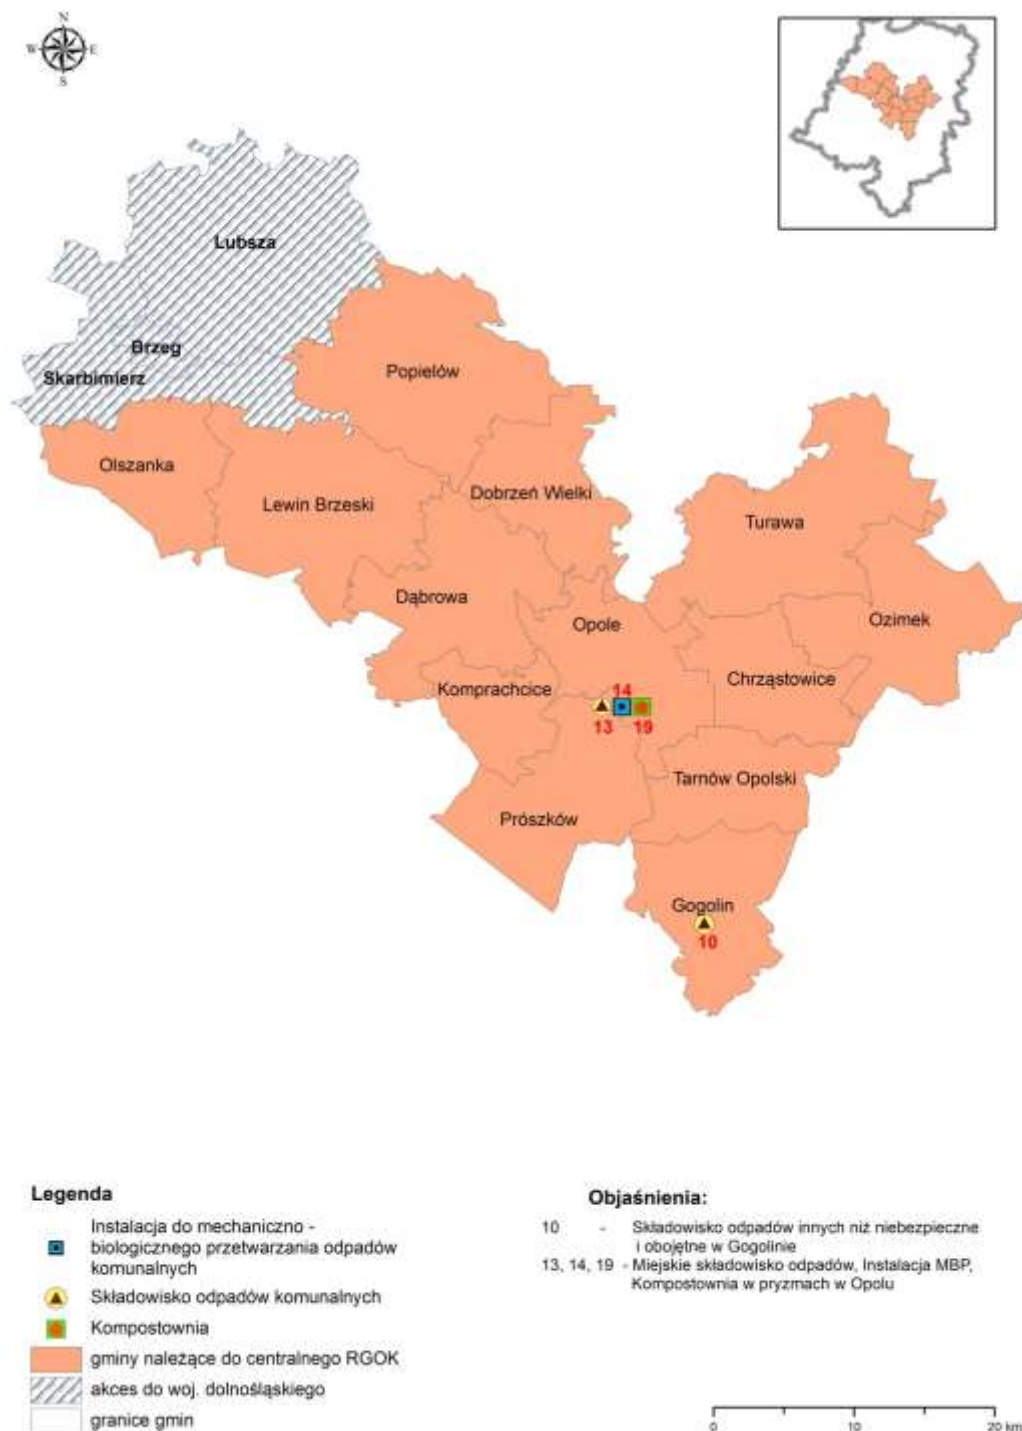 N
W E
S
Lubsza
Brzeg
Skarbimierz
Popielów
Olszanka
Lewin Brzeski
Dobrzeń Wielki
Turawa
Dąbrowa
Opole
Ozimek
Komprachcice
Chrząstowice
14
13 19
Tarnów Opolski
Prószków
Gogolin
10
Legenda
Instalacja do mechaniczno -
biologicznego przetwarzania odpadów
komunalnych
Składowisko odpadów komunalnych
Kompostownia
gminy należące do centralnego RGOK
akces do woj. dolnośląskiego
granice gmin
Objaśnienia:
10 - Składowisko odpadów innych niż niebezpieczne
i obojętne w Gogolinie
13, 14, 19 - Miejskie składowisko odpadów, Instalacja MBP,
Kompostownia w pryzmach w Opolu
0 10 20 km